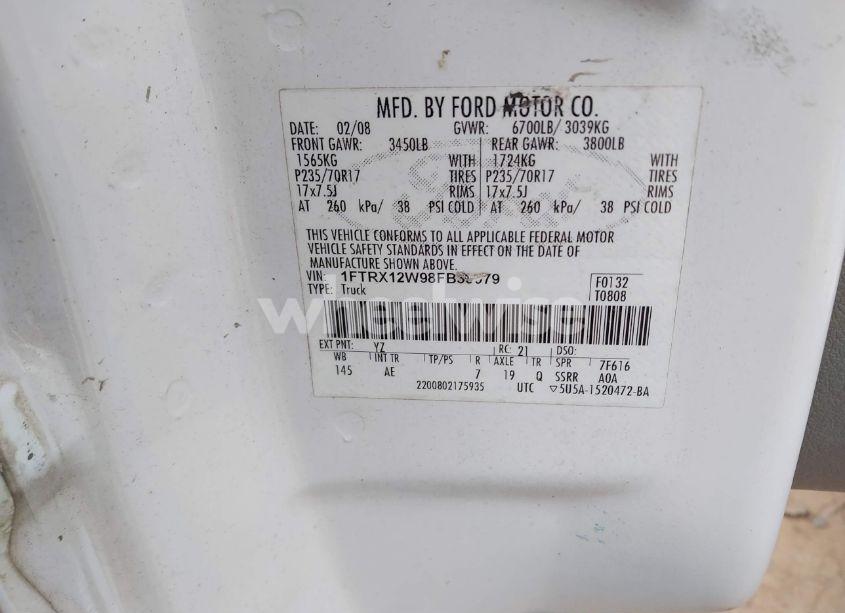 MFD. BY FORD MOTOR CO.
DATE: 02/08 GVWR: 6700LB/ 3039KG
FRONT GAWR: 3450LB REAR GAWR: 3800LB
1565KG WITH 1724KG WITH
P235/70R17 TIRES P235/70R17 TIRES
17x7.5J RIMS 17x7.5J RIMS
AT 260 kPa/ 38 PSI COLD AT 260 kPa/ 38 PSI COLD
THIS VEHICLE CONFORMS TO ALL APPLICABLE FEDERAL MOTOR
VEHICLE SAFETY STANDARDS IN EFFECT ON THE DATE OF
MANUFACTURE SHOWN ABOVE.
VIN: F0132
TYPE: Truck T0808
wheelwise
EXT PNT: YZ RC: 21 DSO:
WB INT TR TP/PS R AXLE TR SPR 7F616
145 AE 7 19 Q SSRR A0A
2200802175935 UTC ▽5U5A-1520472-BA